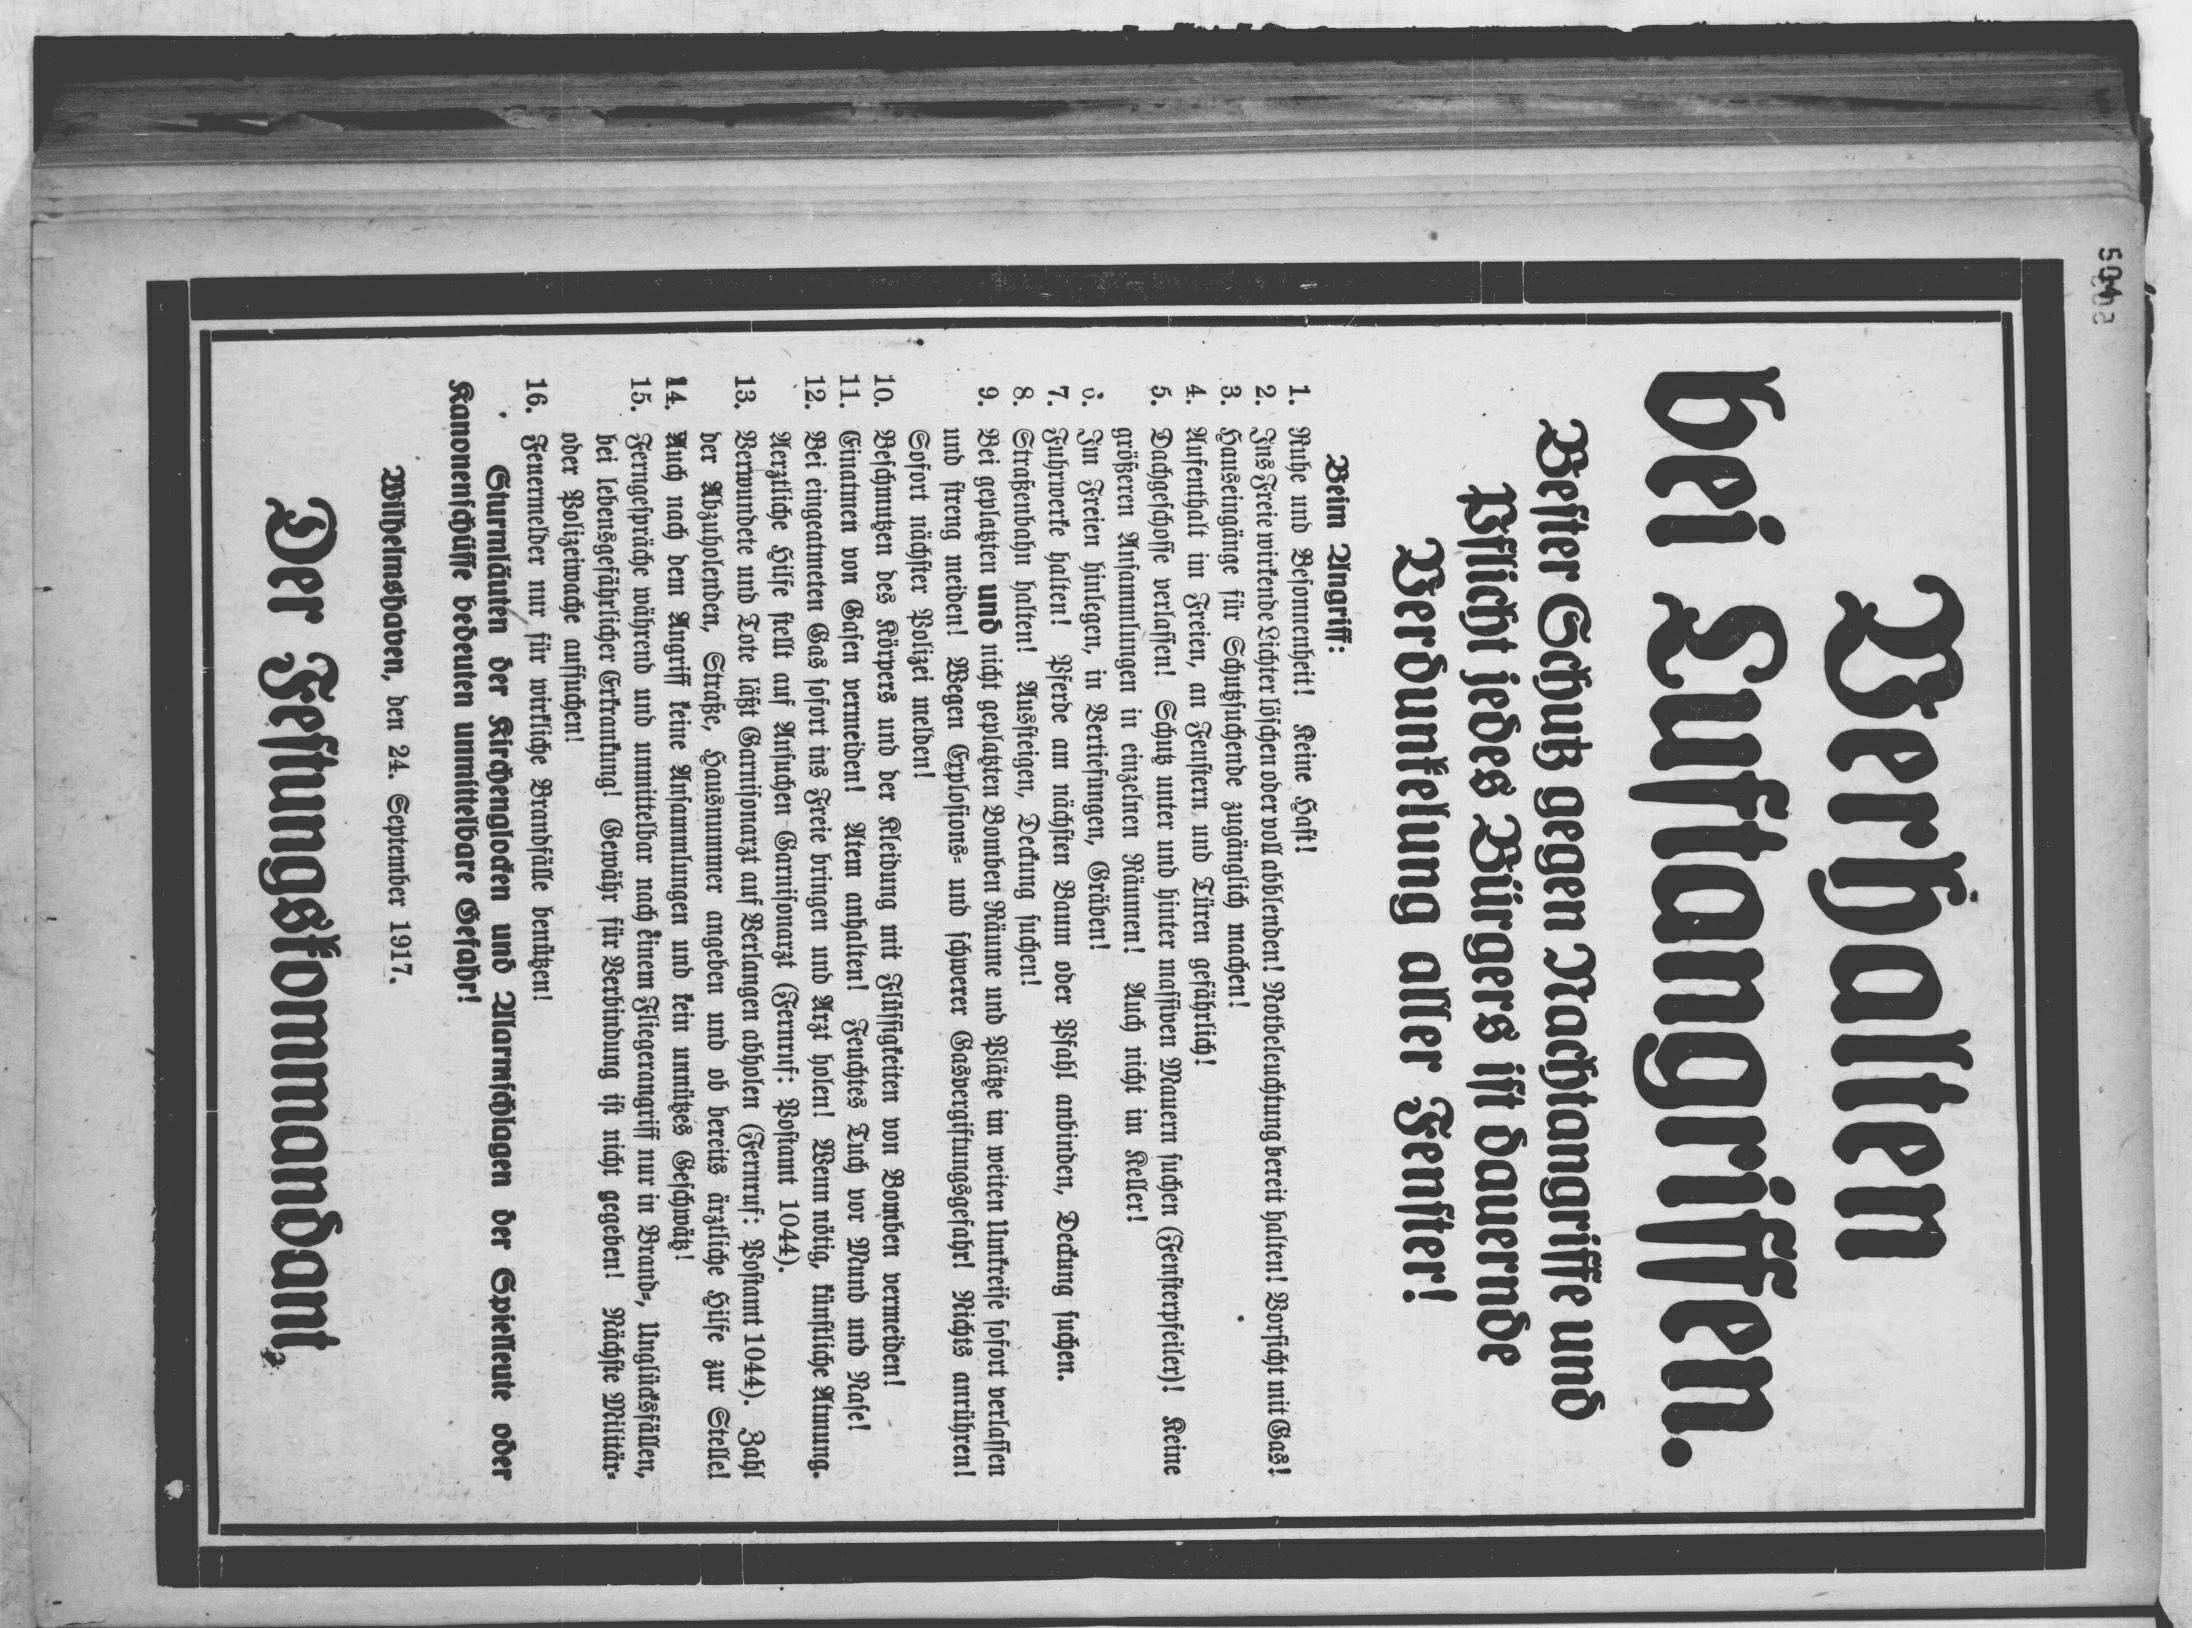 Verhalten
bei Luftangriffen.
Bester Schutz gegen Nachtangriffe und
Pflicht jedes Bürgers ist dauernde
Verdunkelung aller Fenster!
Beim Angriff:
1. Ruhe und Besonnenheit! Keine Hast!
2. Ins Freie wirkende Lichter löschen oder voll abblenden! Notbeleuchtung bereit halten! Vorsicht mit Gas!
3. Hauseingänge für Schutzsuchende zugänglich machen!
4. Aufenthalt im Freien, an Fenstern und Türen gefährlich!
5. Dachgeschosse verlassen! Schutz unter und hinter massiven Mauern suchen (Fensterpfeiler)! Keine
größeren Ansammlungen in einzelnen Räumen! Auch nicht im Keller!
6. Im Freien hinlegen, in Vertiefungen, Gräben!
7. Fuhrwerke halten! Pferde am nächsten Baum oder Pfahl anbinden, Deckung suchen.
8. Straßenbahn halten! Aussteigen, Deckung suchen!
9. Bei geplatzten und nicht geplatzten Bomben Räume und Plätze im weiten Umkreise sofort verlassen
und streng meiden! Wegen Explosions- und schwerer Gasvergiftungsgefahr! Nichts anrühren!
Sofort nächster Polizei melden!
10. Beschmutzen des Körpers und der Kleidung mit Flüssigkeiten von Bomben vermeiden!
11. Einatmen von Gasen vermeiden! Atem anhalten! Feuchtes Tuch vor Mund und Nase!
12. Bei eingeatmeten Gas sofort ins Freie bringen und Arzt holen! Wenn nötig, künstliche Atmung.
Aerztliche Hilfe stellt auf Ansuchen Garnisonarzt (Fernruf: Postamt 1044).
13. Verwundete und Tote läßt Garnisonarzt auf Verlangen abholen (Fernruf: Postamt 1044). Zahl
der Abzuholenden, Straße, Hausnummer angeben und ob bereits ärztliche Hilfe zur Stelle!
14. Auch nach dem Angriff keine Ansammlungen und kein unnützes Geschwätz!
15. Ferngespräche während und unmittelbar nach einem Fliegerangriff nur in Brand-, Unglücksfällen,
bei lebensgefährlicher Erkrankung! Gewähr für Verbindung ist nicht gegeben! Nächste Militär-
oder Polizeiwache aufsuchen!
16. Feuermelder nur für wirkliche Brandfälle benützen!
Sturmläuten der Kirchenglocken und Alarmschlagen der Spielleute oder
Kanonenschüsse bedeuten unmittelbare Gefahr!
Wilhelmshaven, den 24. September 1917.
Der Festungskommandant.